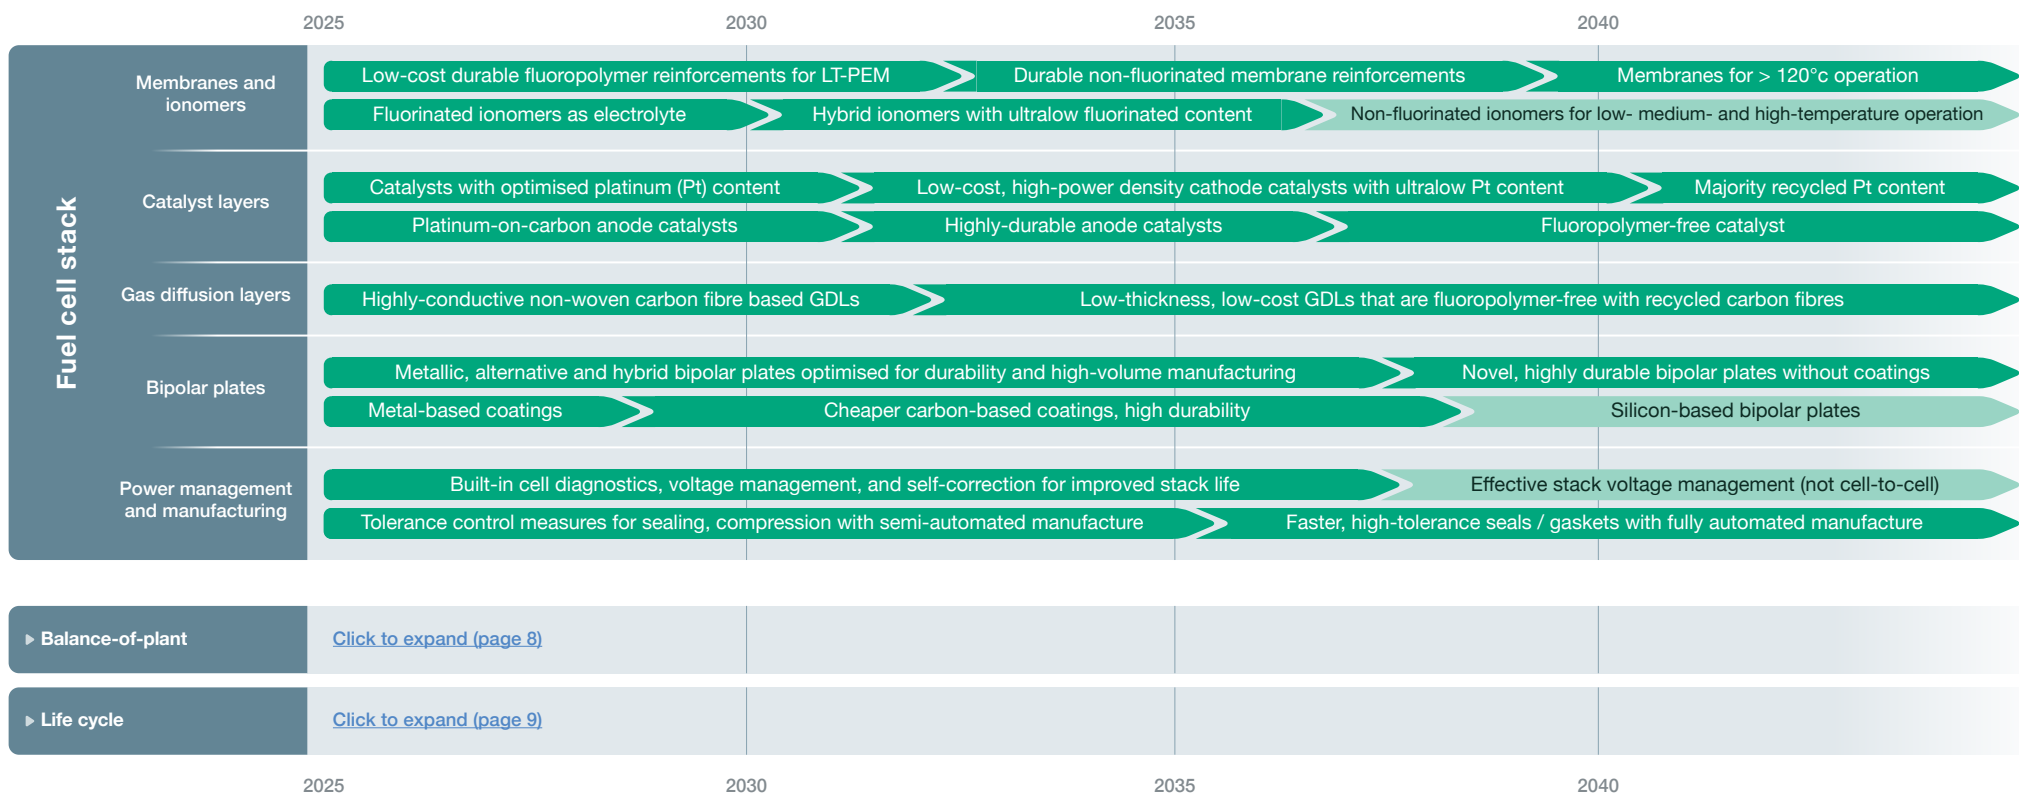 2025 2030 2035 2040
Fuel cell stack
Membranes and
ionomers
Low-cost durable fluoropolymer reinforcements for LT-PEM
Durable non-fluorinated membrane reinforcements
Membranes for > 120°c operation
Fluorinated ionomers as electrolyte
Hybrid ionomers with ultralow fluorinated content
Non-fluorinated ionomers for low- medium- and high-temperature operation
Catalyst layers
Catalysts with optimised platinum (Pt) content
Low-cost, high-power density cathode catalysts with ultralow Pt content
Majority recycled Pt content
Platinum-on-carbon anode catalysts
Highly-durable anode catalysts
Fluoropolymer-free catalyst
Gas diffusion layers
Highly-conductive non-woven carbon fibre based GDLs
Low-thickness, low-cost GDLs that are fluoropolymer-free with recycled carbon fibres
Bipolar plates
Metallic, alternative and hybrid bipolar plates optimised for durability and high-volume manufacturing
Novel, highly durable bipolar plates without coatings
Metal-based coatings
Cheaper carbon-based coatings, high durability
Silicon-based bipolar plates
Power management
and manufacturing
Built-in cell diagnostics, voltage management, and self-correction for improved stack life
Effective stack voltage management (not cell-to-cell)
Tolerance control measures for sealing, compression with semi-automated manufacture
Faster, high-tolerance seals / gaskets with fully automated manufacture
Balance-of-plant
Click to expand (page 8)
Life cycle
Click to expand (page 9)
2025 2030 2035 2040